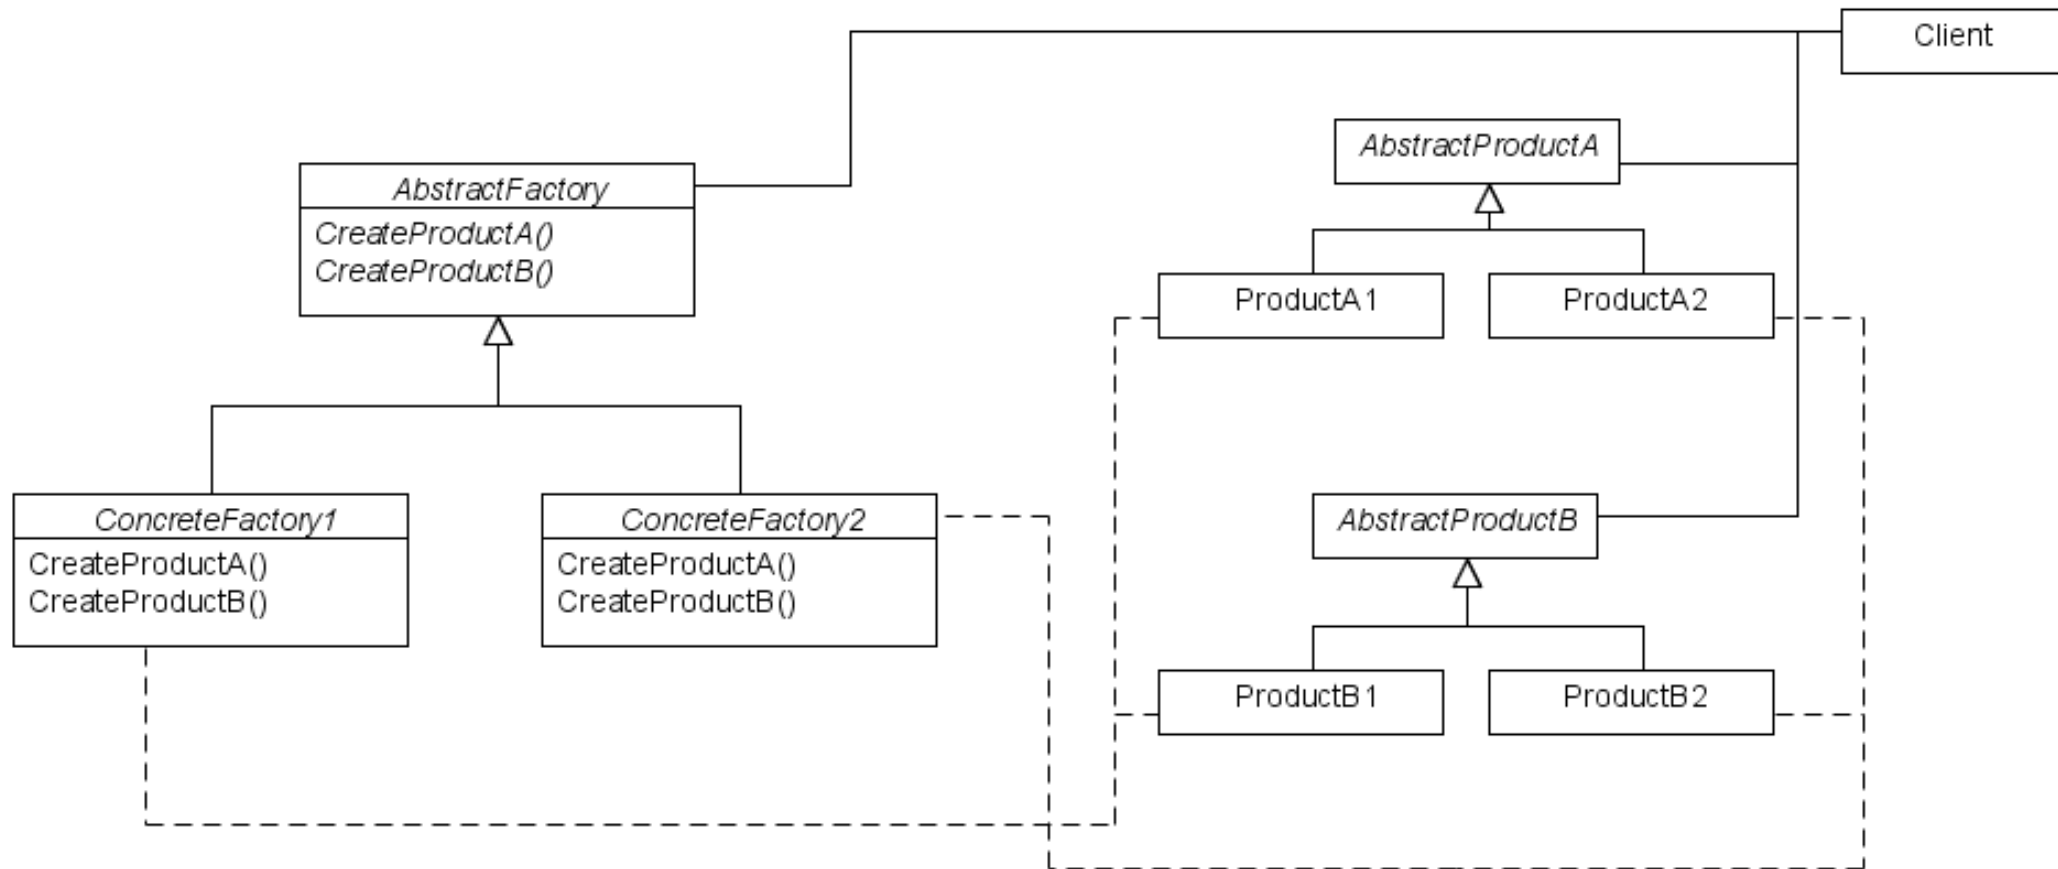 Client
AbstractProductA
AbstractFactory
CreateProductA()
CreateProductB()
ProductA1
ProductA2
ConcreteFactory1
CreateProductA()
CreateProductB()
ConcreteFactory2
CreateProductA()
CreateProductB()
AbstractProductB
ProductB1
ProductB2